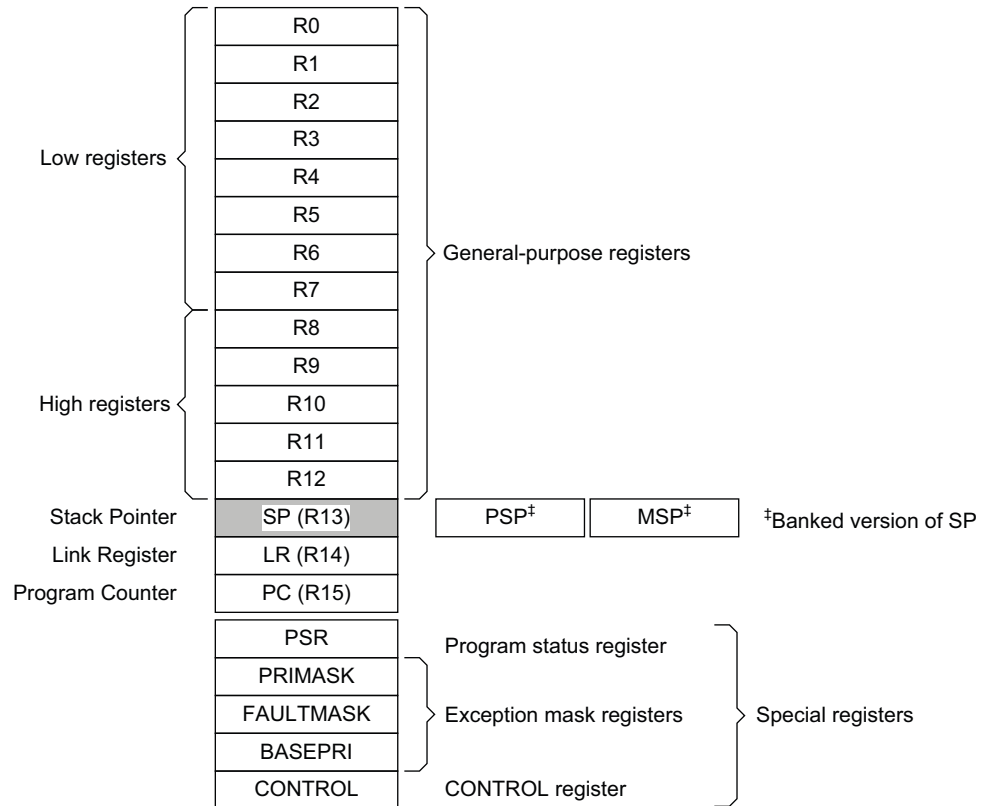 R0
R1
R2
R3
Low registers
R4
R5
R6
General-purpose registers
R7
R8
R9
High registers
R10
R11
R12
Stack Pointer SP (R13) PSP‡ MSP‡ ‡Banked version of SP
Link Register LR (R14)
Program Counter PC (R15)
PSR Program status register
PRIMASK
FAULTMASK Exception mask registers Special registers
BASEPRI
CONTROL CONTROL register